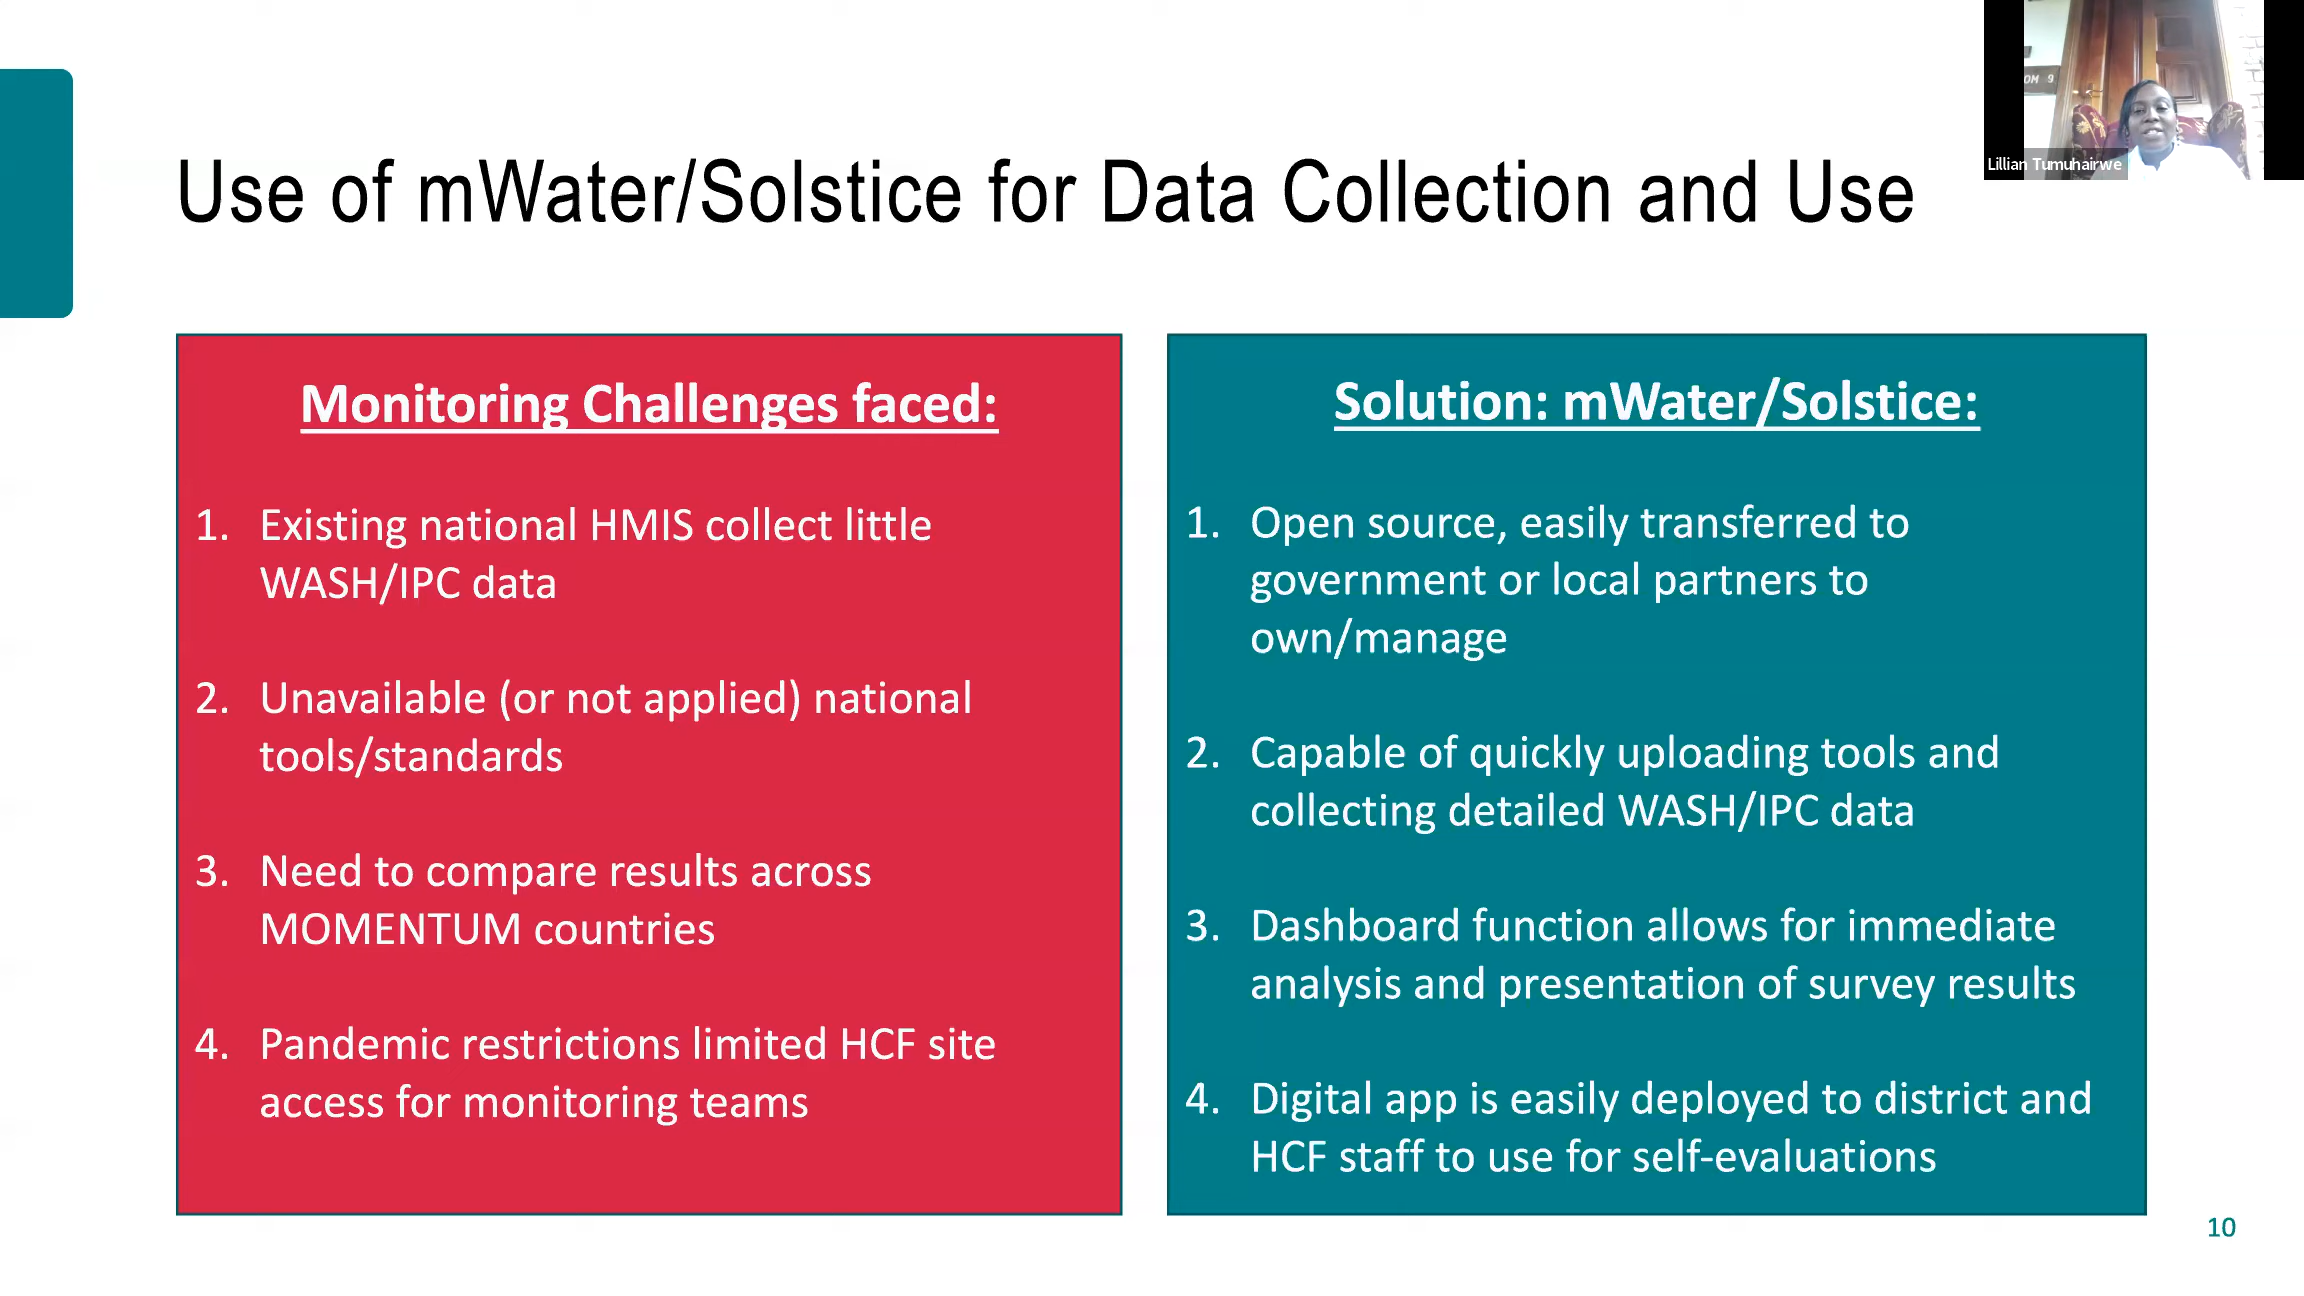 OM 9
Lillian Tumuhairwe
Use of mWater/Solstice for Data Collection and Use
Monitoring Challenges faced:
1. Existing national HMIS collect little
WASH/IPC data
2. Unavailable (or not applied) national
tools/standards
3. Need to compare results across
MOMENTUM countries
4. Pandemic restrictions limited HCF site
access for monitoring teams
Solution: mWater/Solstice:
1. Open source, easily transferred to
government or local partners to
own/manage
2. Capable of quickly uploading tools and
collecting detailed WASH/IPC data
3. Dashboard function allows for immediate
analysis and presentation of survey results
4. Digital app is easily deployed to district and
HCF staff to use for self-evaluations
10